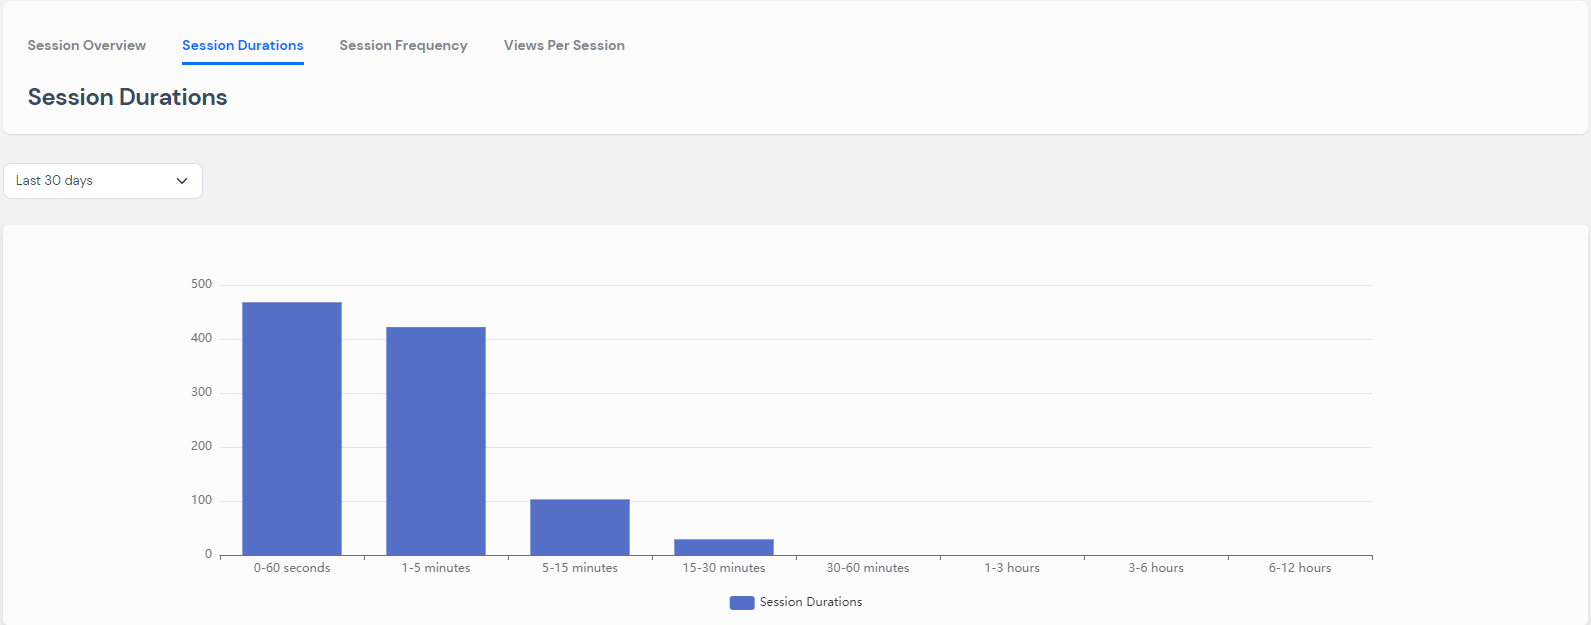 Session Overview Session Durations Session Frequency Views Per Session
Session Durations
Last 30 days
500
400
300
200
100
0
0-60 seconds 1-5 minutes 5-15 minutes 15-30 minutes 30-60 minutes 1-3 hours 3-6 hours 6-12 hours
Session Durations